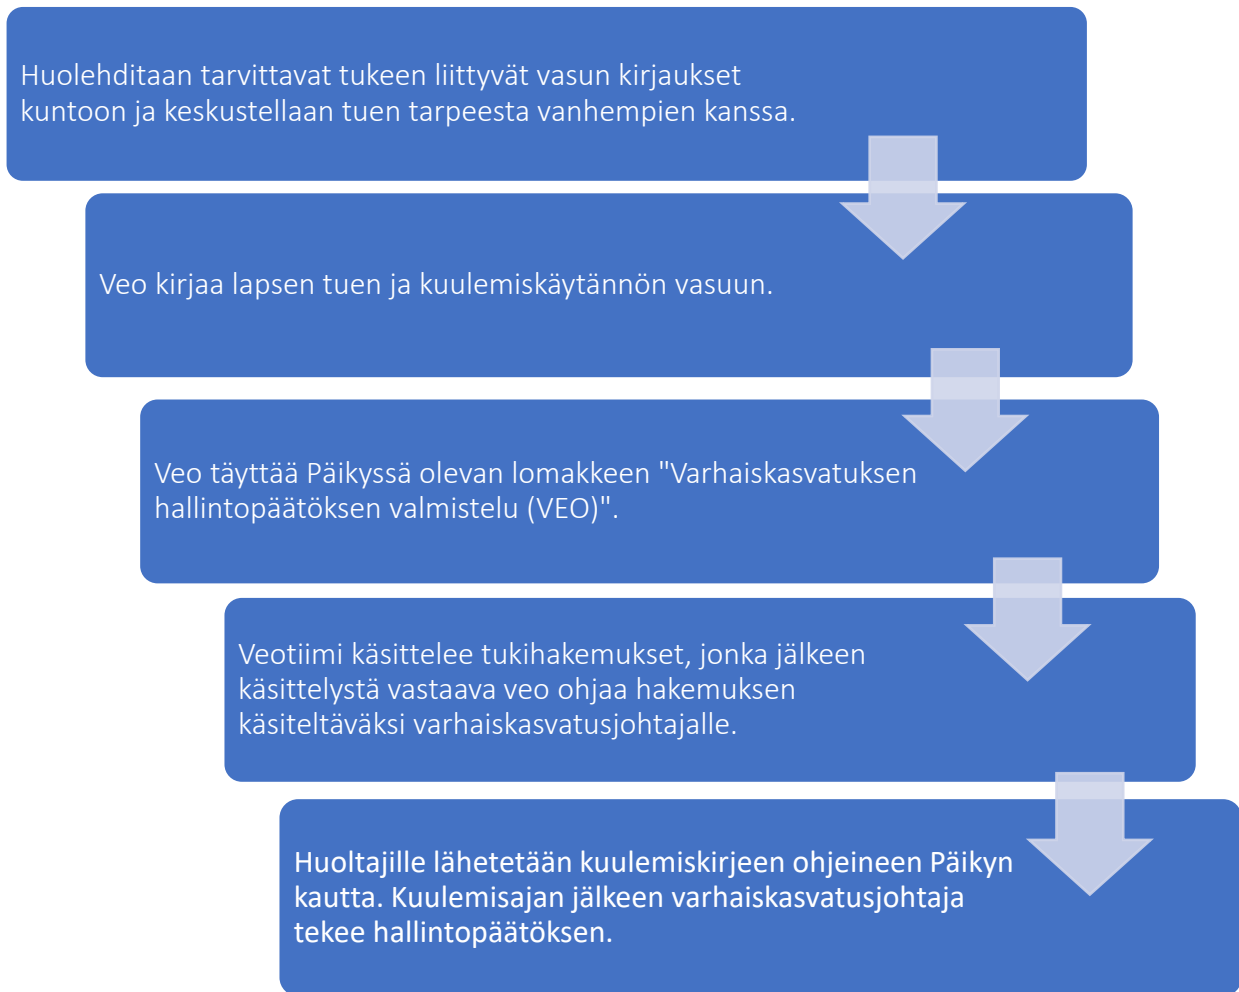 Huolehditaan tarvittavat tukeen liittyvät vasun kirjaukset
kuntoon ja keskustellaan tuen tarpeesta vanhempien kanssa.
Veo kirjaa lapsen tuen ja kuulemiskäytännön vasuun.
Veo täyttää Päikyssä olevan lomakkeen "Varhaiskasvatuksen
hallintopäätöksen valmistelu (VEO)".
Veotiimi käsittelee tukihakemukset, jonka jälkeen
käsittelystä vastaava veo ohjaa hakemuksen
käsiteltäväksi varhaiskasvatusjohtajalle.
Huoltajille lähetetään kuulemiskirjeen ohjeineen Päikyn
kautta. Kuulemisajan jälkeen varhaiskasvatusjohtaja
tekee hallintopäätöksen.